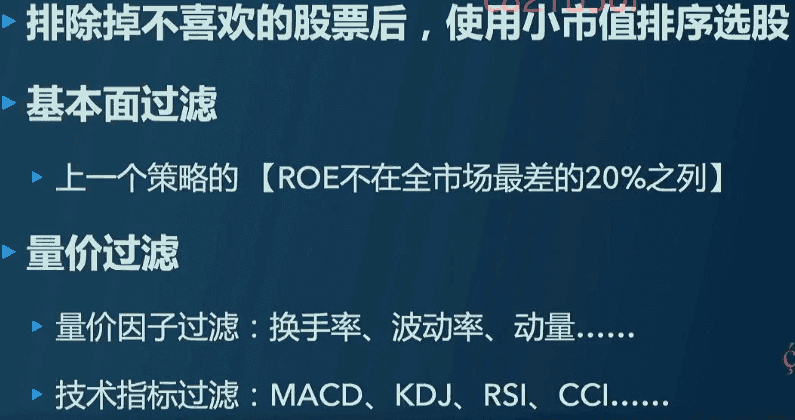 排除掉不喜欢的股票后，使用小市值排序选股
基本面过滤
上一个策略的【ROE不在全市场最差的20%之列】
量价过滤
量价因子过滤：换手率、波动率、动量……
技术指标过滤：MACD、KDJ、RSI、CCI……